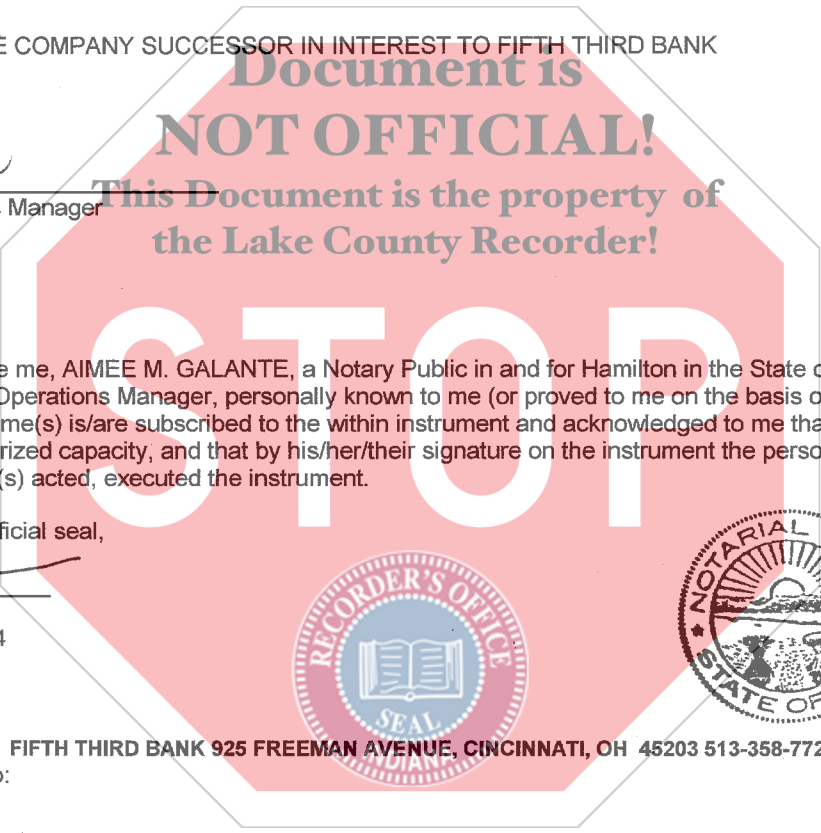 E COMPANY SUCCESSOR IN INTEREST TO FIFTH THIRD BANK
Document is
NOT OFFICIAL!
This Document is the property of
s Manager
the Lake County Recorder!
STOP
e me, AIMEE M. GALANTE, a Notary Public in and for Hamilton in the State o
Operations Manager, personally known to me (or proved to me on the basis o
me(s) is/are subscribed to the within instrument and acknowledged to me tha
rized capacity, and that by his/her/their signature on the instrument the perso
(s) acted, executed the instrument.
ficial seal,
NOTARIAL
STATE OF
RECORDER'S OFFICE
SEAL
INDIANA
4
FIFTH THIRD BANK 925 FREEMAN AVENUE, CINCINNATI, OH 45203 513-358-772
o: